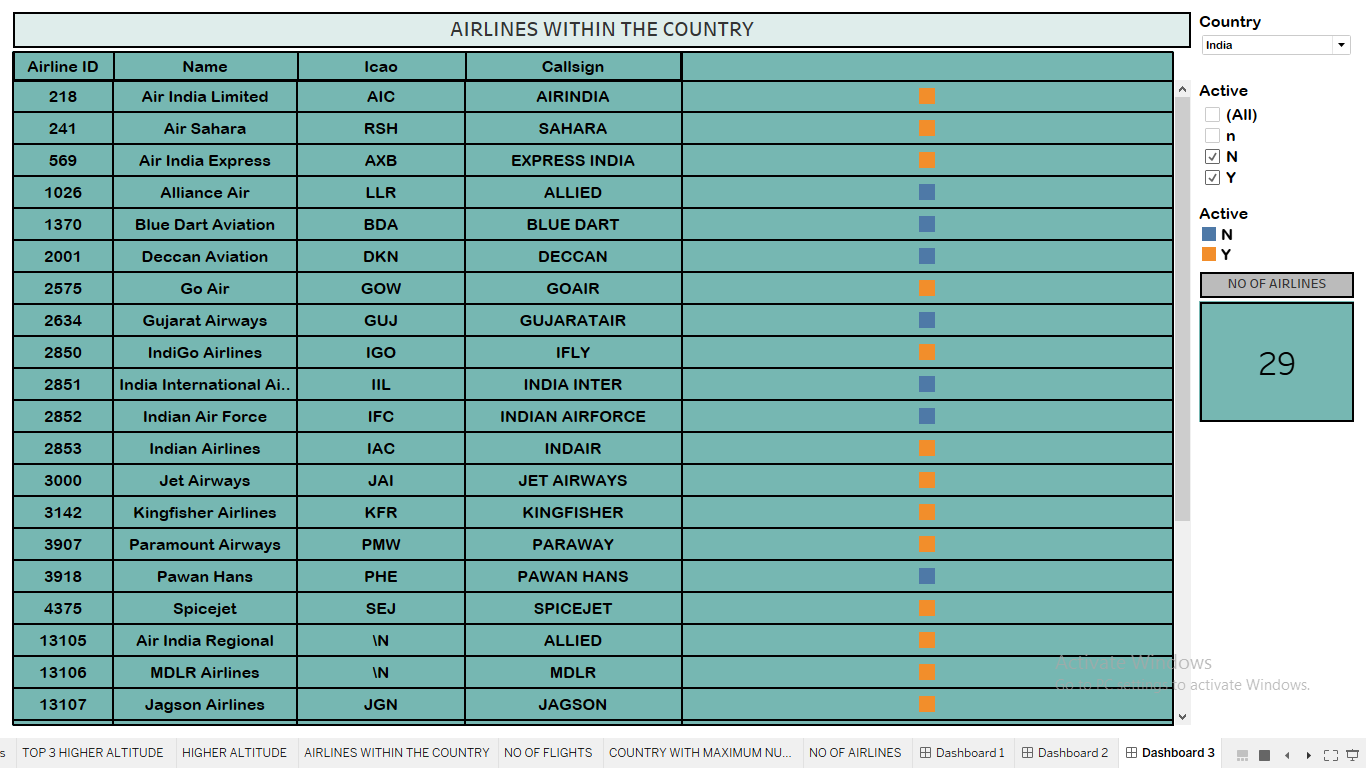 AIRLINES WITHIN THE COUNTRY
Airline ID Name Icao Callsign
218 Air India Limited AIC AIRINDIA
241 Air Sahara RSH SAHARA
569 Air India Express AXB EXPRESS INDIA
1026 Alliance Air LLR ALLIED
1370 Blue Dart Aviation BDA BLUE DART
2001 Deccan Aviation DKN DECCAN
2575 Go Air GOW GOAIR
2634 Gujarat Airways GUJ GUJARATAIR
2850 IndiGo Airlines IGO IFLY
2851 India International Ai.. IIL INDIA INTER
2852 Indian Air Force IFC INDIAN AIRFORCE
2853 Indian Airlines IAC INDAIR
3000 Jet Airways JAI JET AIRWAYS
3142 Kingfisher Airlines KFR KINGFISHER
3907 Paramount Airways PMW PARAWAY
3918 Pawan Hans PHE PAWAN HANS
4375 Spicejet SEJ SPICEJET
13105 Air India Regional \N ALLIED
13106 MDLR Airlines \N MDLR
13107 Jagson Airlines JGN JAGSON
Country
India
Active
(All)
n
N
Y
Active
N
Y
NO OF AIRLINES
29
Activate Windows
to activate Windows.
s TOP 3 HIGHER ALTITUDE HIGHER ALTITUDE AIRLINES WITHIN THE COUNTRY NO OF FLIGHTS COUNTRY WITH MAXIMUM NU... NO OF AIRLINES Dashboard 1 Dashboard 2 Dashboard 3